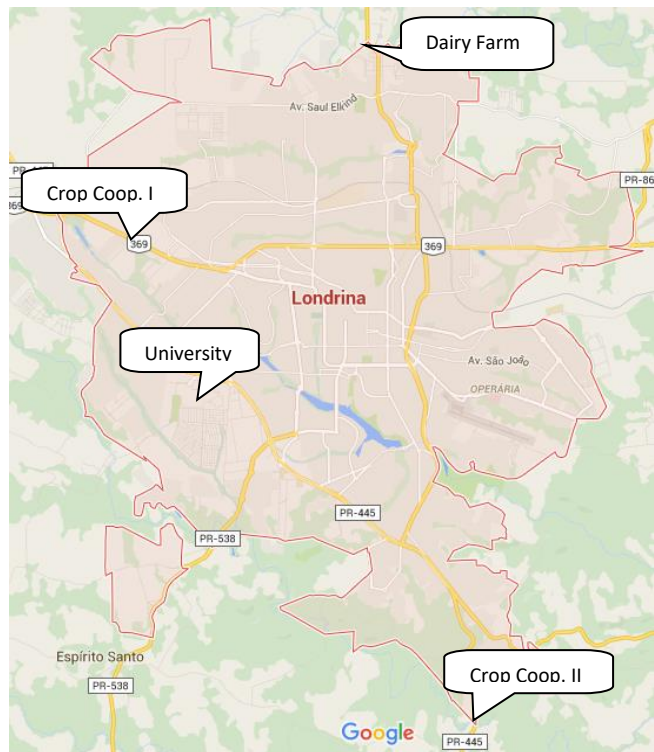 Dairy Farm
Av. Saul Elkind
Crop Coop. I
369
PR-86
369
369
Londrina
University
Av. São João
OPERÁRIA
PR-445
PR-538
Espírito Santo
PR-538
Crop Coop. II
Google
PR-445